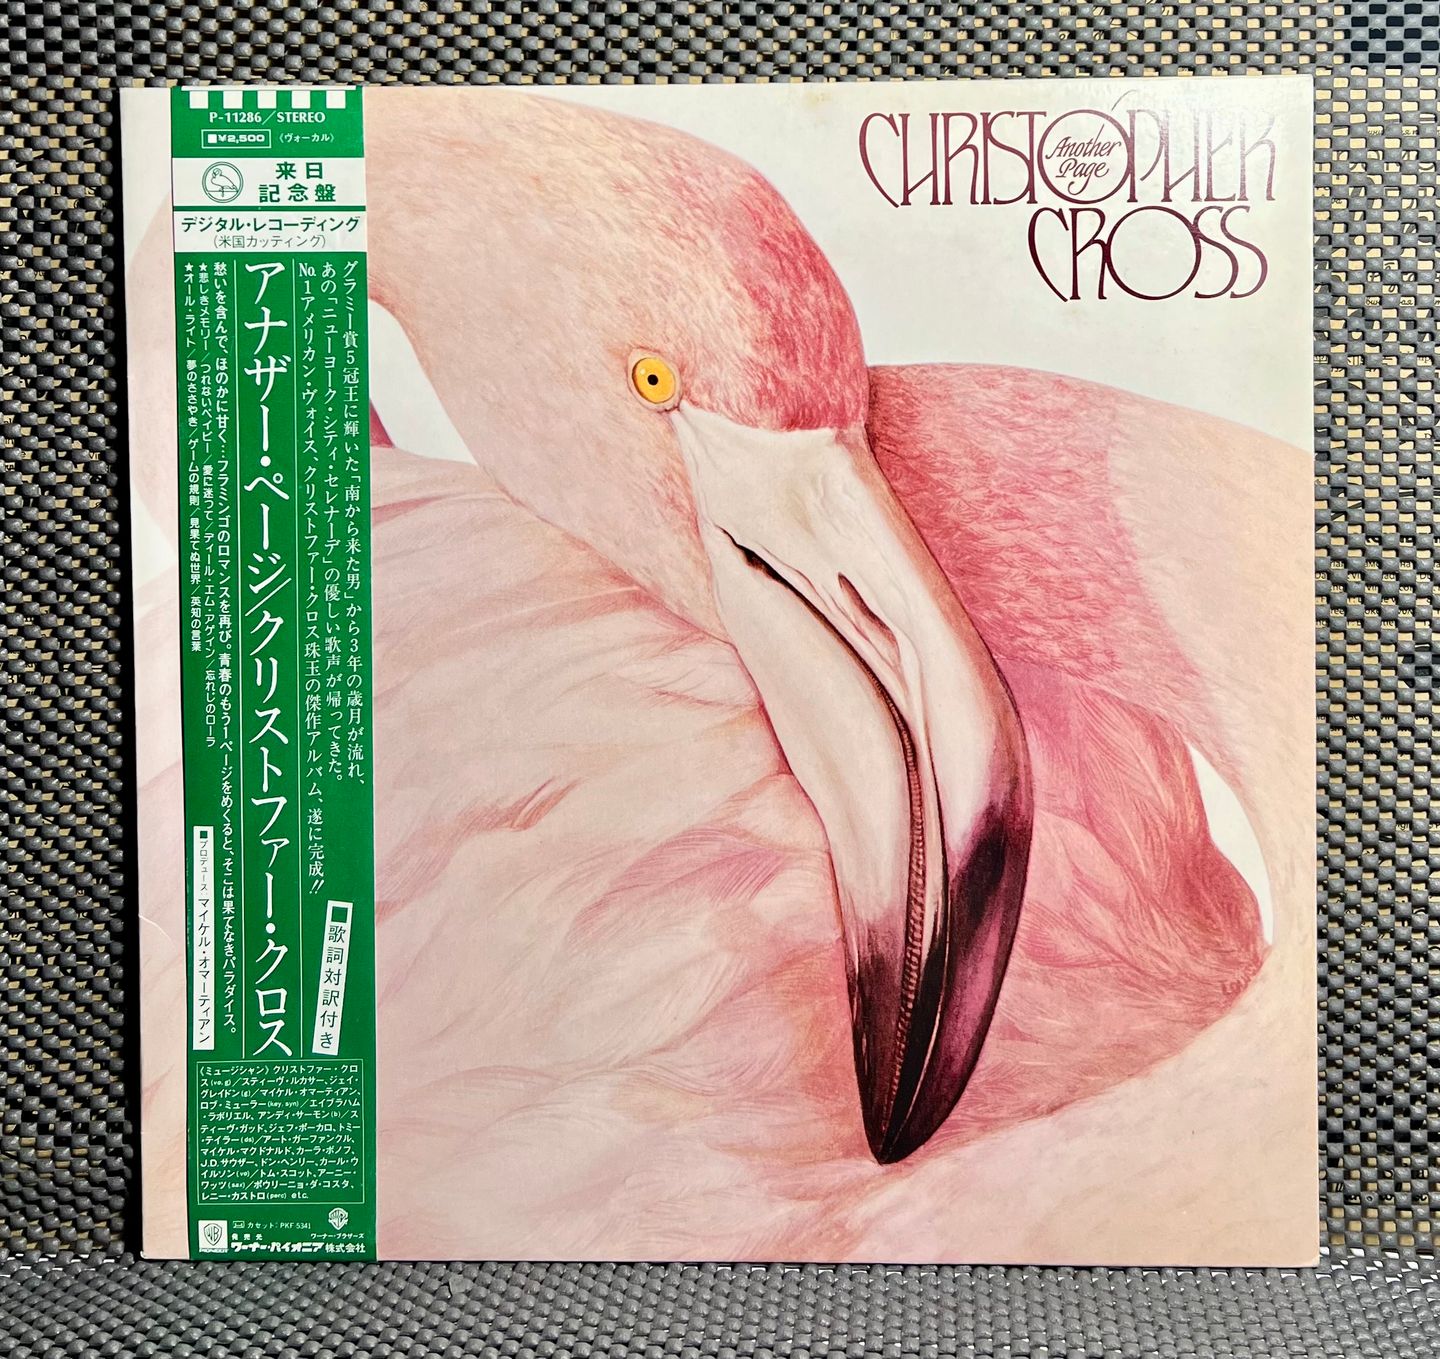 P-11286/STEREO
■¥2,500
(ヴォーカル)
来日
記念盤
デジタル・レコーディング
(米国カッティング)
グラミー賞5冠王に輝いた「南から来た男」から3年の歳月が流れ、
あの「ニューヨーク・シティ・セレナーデ」の優しい歌声が帰ってきた。
No.1アメリカン・ヴォイス、クリストファー・クロス珠玉の傑作アルバム、遂に完成!!
■歌詞対訳付き
アナザー・ページ/クリストファー・クロス
愁いを含んで、ほのかに甘く…フラミンゴのロマンスを再び。青春のもう1ページをめくると、そこは果てなきパラダイス。
★悲しきメモリー/つれないベイビー/愛に迷って/ティール・エム・アゲイン/忘れじのローラ
★オール・ライト/夢のささやき/ゲームの規則/見果てぬ世界/英知の言葉
■プロデュース:マイケル・オマーティアン
《ミュージシャン》クリストファー・クロ
ス(vo, g)/スティーヴ・ルカサー、ジェイ・
グレイドン(g)/マイケル・オマーティアン、
ロブ・ミューラー(key, syn)/エイブラハム
・ラボリエル、アンディ・サーモン(b)/ス
ティーヴ・ガッド、ジェフ・ポーカロ、トミー
・テイラー(ds)/アート・ガーファンクル、
マイケル・マクドナルド、カーラ・ボノフ、
J.D.サウザー、ドン・ヘンリー、カール・ウ
イルソン(vo)/トム・スコット、アーニー・
ワッツ(sax)/ポウリーニョ・ダ・コスタ、
レニー・カストロ(perc) etc.
カセット:PKF 5341
PIONEER
発売元
ワーナー・パイオニア株式会社
ワーナー・ブラザーズ
CHRISTOPHER
Another
Page
CROSS